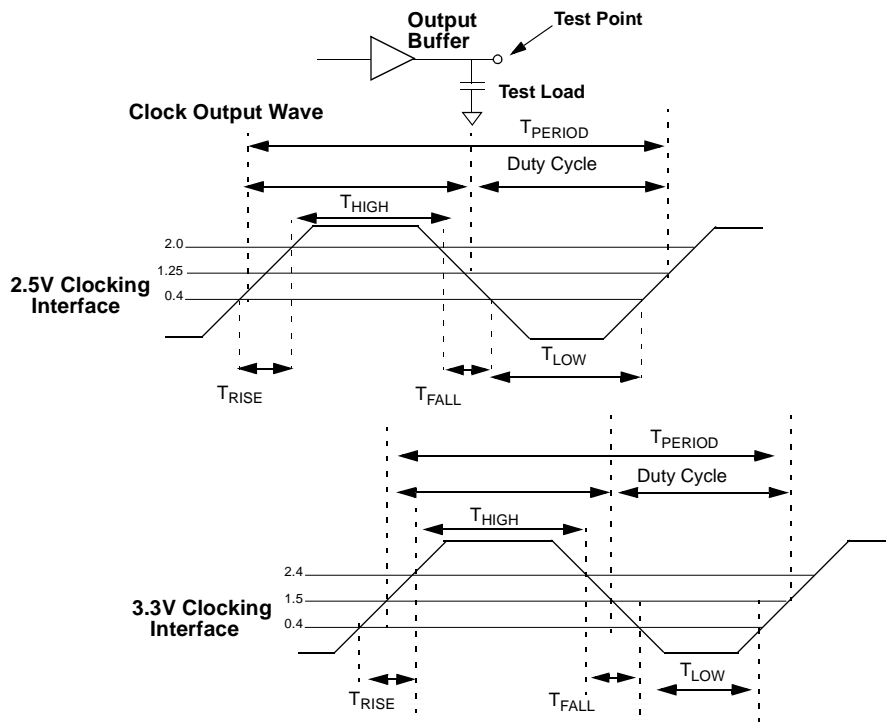 Output
Buffer
Test Point
Test Load
Clock Output Wave
TPERIOD
Duty Cycle
THIGH
2.0
1.25
0.4
2.5V Clocking
Interface
TLOW
TRISE
TFALL
TPERIOD
Duty Cycle
THIGH
2.4
1.5
0.4
3.3V Clocking
Interface
TLOW
TRISE
TFALL